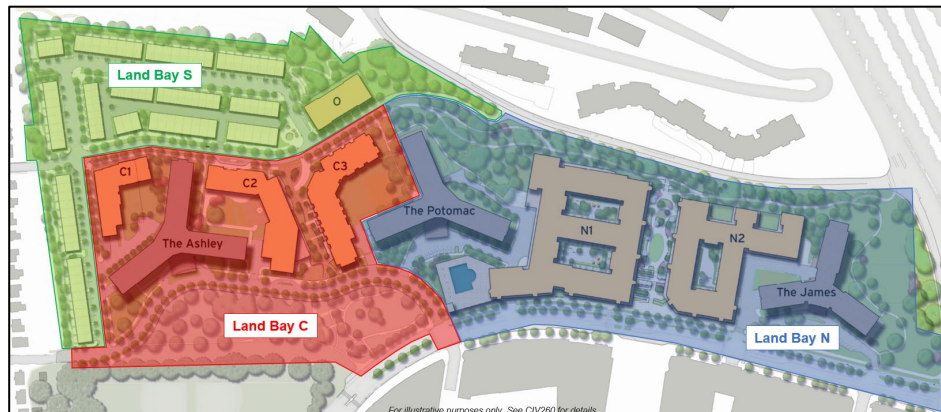 Land Bay S
O
C1
C2
C3
The Ashley
The Potomac
N1
N2
The James
Land Bay C
Land Bay N
For illustrative purposes only. See CIV260 for details.